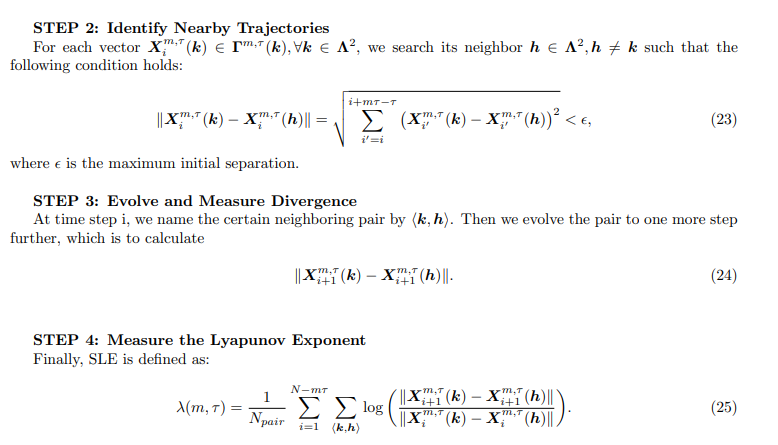 STEP 2: Identify Nearby Trajectories
For each vector $\boldsymbol{X}_i^{m,\tau}(\boldsymbol{k}) \in \boldsymbol{\Gamma}^{m,\tau}(\boldsymbol{k}), \forall \boldsymbol{k} \in \boldsymbol{\Lambda}^2$, we search its neighbor $\boldsymbol{h} \in \boldsymbol{\Lambda}^2, \boldsymbol{h} \neq \boldsymbol{k}$ such that the
following condition holds:
$\|\boldsymbol{X}_i^{m,\tau}(\boldsymbol{k}) - \boldsymbol{X}_i^{m,\tau}(\boldsymbol{h})\| = \sqrt{\sum_{i'=i}^{i+m\tau-\tau} \left(\boldsymbol{X}_{i'}^{m,\tau}(\boldsymbol{k}) - \boldsymbol{X}_{i'}^{m,\tau}(\boldsymbol{h})\right)^2} < \epsilon,$ (23)
where $\epsilon$ is the maximum initial separation.
STEP 3: Evolve and Measure Divergence
At time step i, we name the certain neighboring pair by $\langle \boldsymbol{k}, \boldsymbol{h} \rangle$. Then we evolve the pair to one more step
further, which is to calculate
$\|\boldsymbol{X}_{i+1}^{m,\tau}(\boldsymbol{k}) - \boldsymbol{X}_{i+1}^{m,\tau}(\boldsymbol{h})\|.$ (24)
STEP 4: Measure the Lyapunov Exponent
Finally, SLE is defined as:
$\lambda(m, \tau) = \frac{1}{N_{pair}} \sum_{i=1}^{N-m\tau} \sum_{\langle \boldsymbol{k}, \boldsymbol{h} \rangle} \log \left( \frac{\|\boldsymbol{X}_{i+1}^{m,\tau}(\boldsymbol{k}) - \boldsymbol{X}_{i+1}^{m,\tau}(\boldsymbol{h})\|}{\|\boldsymbol{X}_i^{m,\tau}(\boldsymbol{k}) - \boldsymbol{X}_i^{m,\tau}(\boldsymbol{h})\|} \right).$ (25)